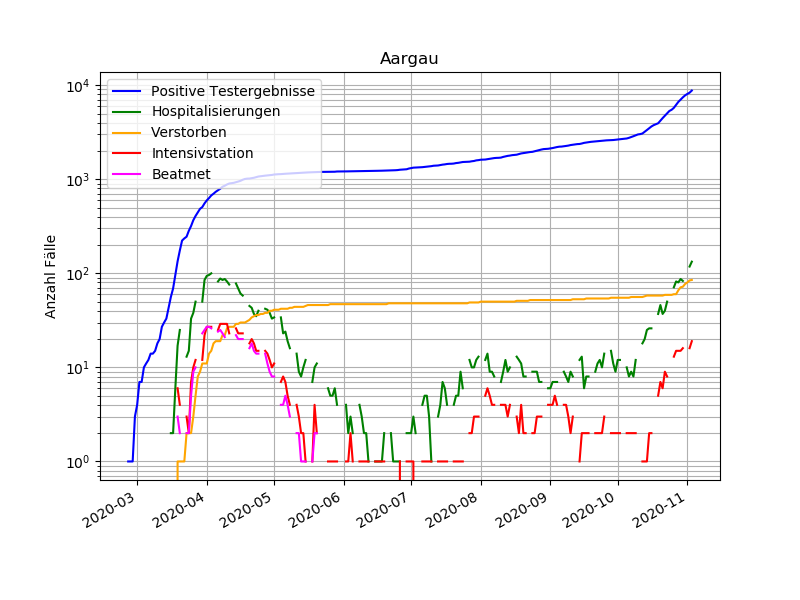 Aargau
Positive Testergebnisse
Hospitalisierungen
Verstorben
Intensivstation
Beatmet
Anzahl Fälle
10⁴
10³
10²
10¹
10⁰
2020-03
2020-04
2020-05
2020-06
2020-07
2020-08
2020-09
2020-10
2020-11